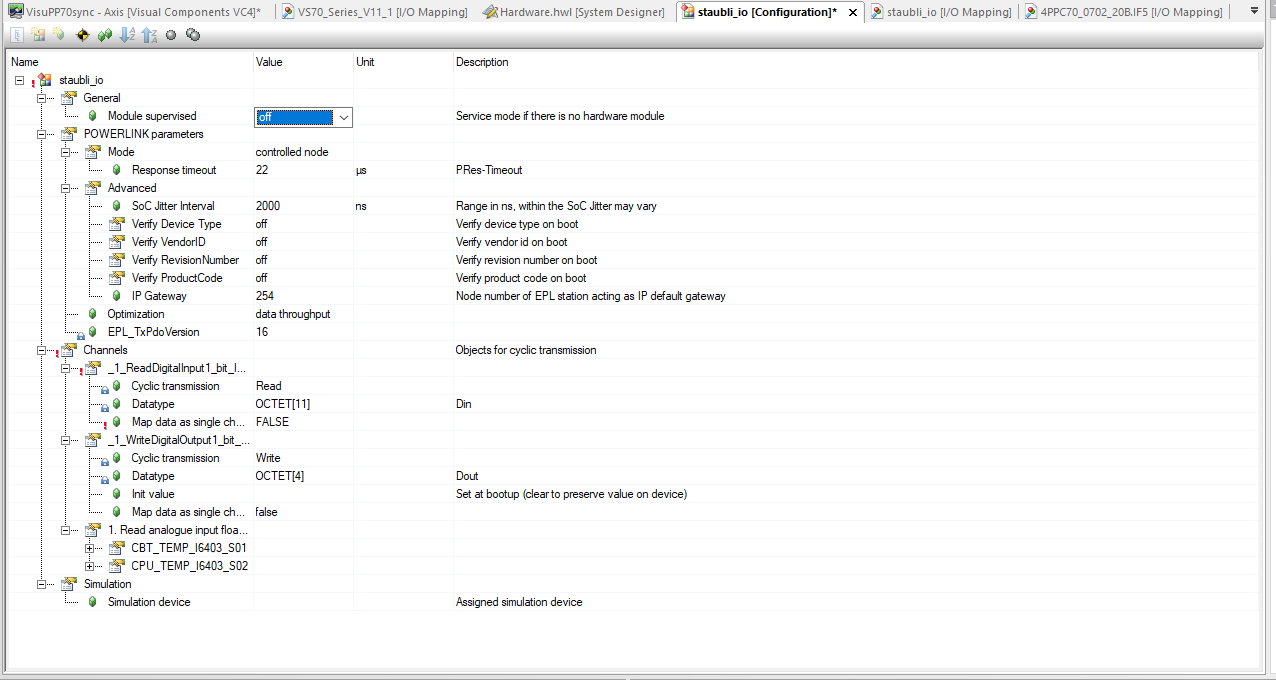 VisuPP70sync - Axis [Visual Components VC4]* VS70_Series_V11_1 [I/O Mapping] Hardware.hwl [System Designer] staubli_io [Configuration]* staubli_io [I/O Mapping] 4PPC70_0702_20B.IF5 [I/O Mapping]
Name Value Unit Description
staubli_io
General
Module supervised off Service mode if there is no hardware module
POWERLINK parameters
Mode controlled node
Response timeout 22 µs PRes-Timeout
Advanced
SoC Jitter Interval 2000 ns Range in ns, within the SoC Jitter may vary
Verify Device Type off Verify device type on boot
Verify VendorID off Verify vendor id on boot
Verify RevisionNumber off Verify revision number on boot
Verify ProductCode off Verify product code on boot
IP Gateway 254 Node number of EPL station acting as IP default gateway
Optimization data throughput
EPL_TxPdoVersion 16
Channels Objects for cyclic transmission
_1_ReadDigitalInput1_bit_I...
Cyclic transmission Read
Datatype OCTET[11] Din
Map data as single ch... FALSE
_1_WriteDigitalOutput1_bit_...
Cyclic transmission Write
Datatype OCTET[4] Dout
Init value Set at bootup (clear to preserve value on device)
Map data as single ch... false
1. Read analogue input floa...
CBT_TEMP_I6403_S01
CPU_TEMP_I6403_S02
Simulation
Simulation device Assigned simulation device